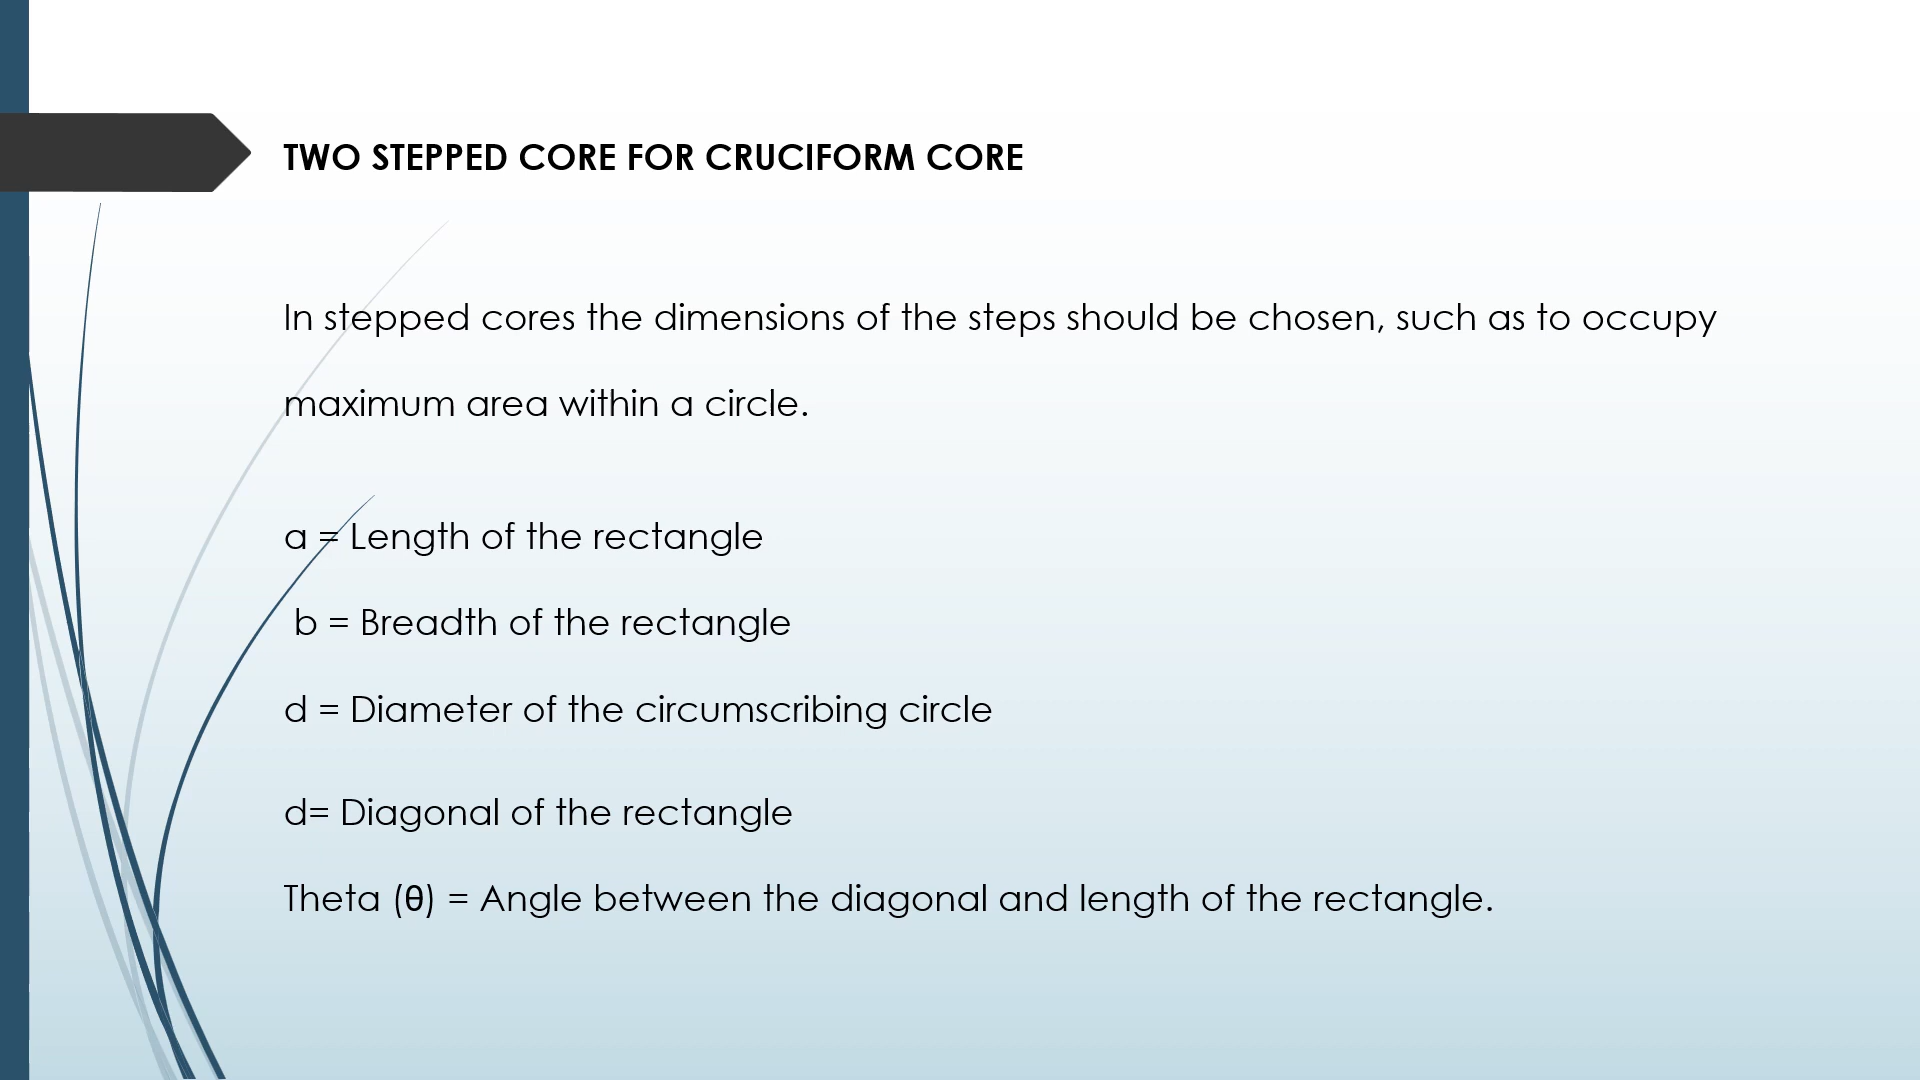 TWO STEPPED CORE FOR CRUCIFORM CORE
In stepped cores the dimensions of the steps should be chosen, such as to occupy
maximum area within a circle.
a = Length of the rectangle
b = Breadth of the rectangle
d = Diameter of the circumscribing circle
d= Diagonal of the rectangle
Theta (θ) = Angle between the diagonal and length of the rectangle.